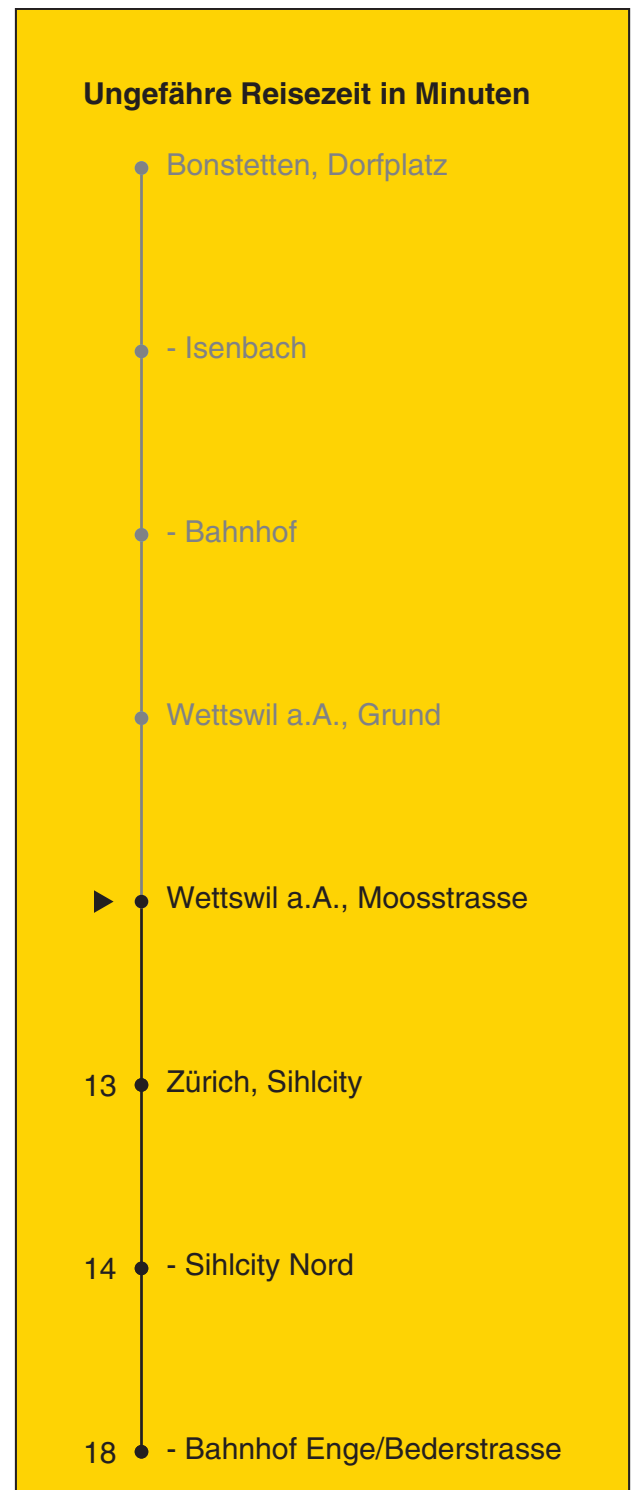 Ungefähre Reisezeit in Minuten
Bonstetten, Dorfplatz
- Isenbach
- Bahnhof
Wettswil a.A., Grund
Wettswil a.A., Moosstrasse
13 Zürich, Sihlcity
14 - Sihlcity Nord
18 - Bahnhof Enge/Bederstrasse